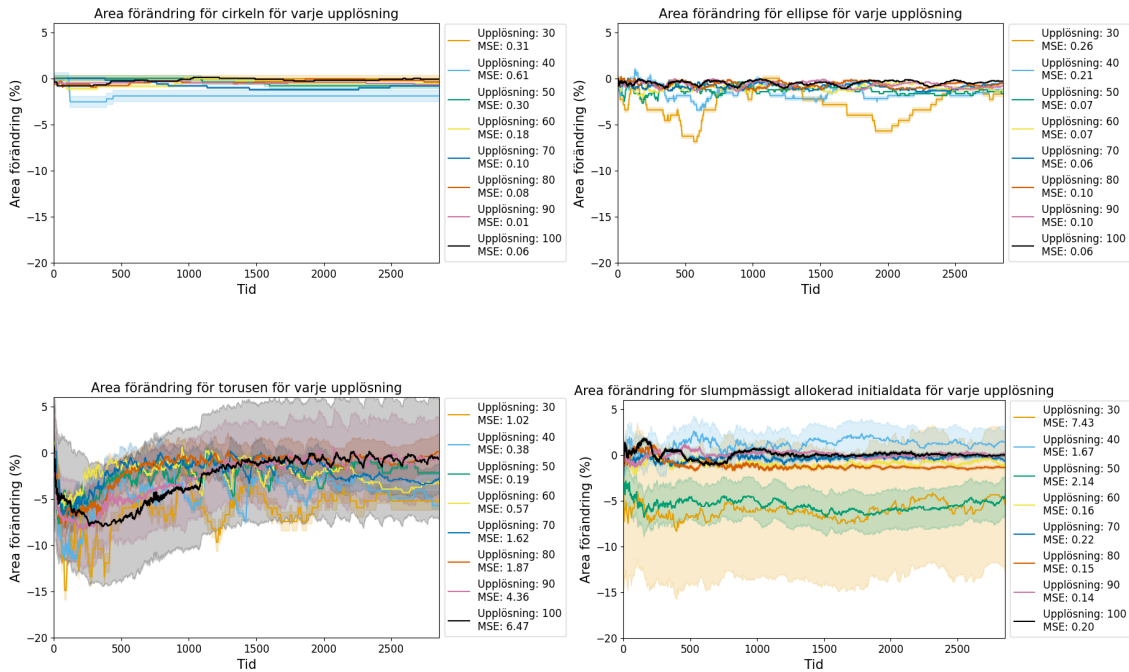 Area förändring för cirkeln för varje upplösning
Area förändring (%)
5
0
−5
−10
−15
−20
0
500
1000
1500
2000
2500
Tid
Upplösning: 30
MSE: 0.31
Upplösning: 40
MSE: 0.61
Upplösning: 50
MSE: 0.30
Upplösning: 60
MSE: 0.18
Upplösning: 70
MSE: 0.10
Upplösning: 80
MSE: 0.08
Upplösning: 90
MSE: 0.01
Upplösning: 100
MSE: 0.06
Area förändring för ellipse för varje upplösning
Area förändring (%)
5
0
−5
−10
−15
−20
0
500
1000
1500
2000
2500
Tid
Upplösning: 30
MSE: 0.26
Upplösning: 40
MSE: 0.21
Upplösning: 50
MSE: 0.07
Upplösning: 60
MSE: 0.07
Upplösning: 70
MSE: 0.06
Upplösning: 80
MSE: 0.10
Upplösning: 90
MSE: 0.10
Upplösning: 100
MSE: 0.06
Area förändring för torusen för varje upplösning
Area förändring (%)
5
0
−5
−10
−15
−20
0
500
1000
1500
2000
2500
Tid
Upplösning: 30
MSE: 1.02
Upplösning: 40
MSE: 0.38
Upplösning: 50
MSE: 0.19
Upplösning: 60
MSE: 0.57
Upplösning: 70
MSE: 1.62
Upplösning: 80
MSE: 1.87
Upplösning: 90
MSE: 4.36
Upplösning: 100
MSE: 6.47
Area förändring för slumpmässigt allokerad initialdata för varje upplösning
Area förändring (%)
5
0
−5
−10
−15
−20
0
500
1000
1500
2000
2500
Tid
Upplösning: 30
MSE: 7.43
Upplösning: 40
MSE: 1.67
Upplösning: 50
MSE: 2.14
Upplösning: 60
MSE: 0.16
Upplösning: 70
MSE: 0.22
Upplösning: 80
MSE: 0.15
Upplösning: 90
MSE: 0.14
Upplösning: 100
MSE: 0.20